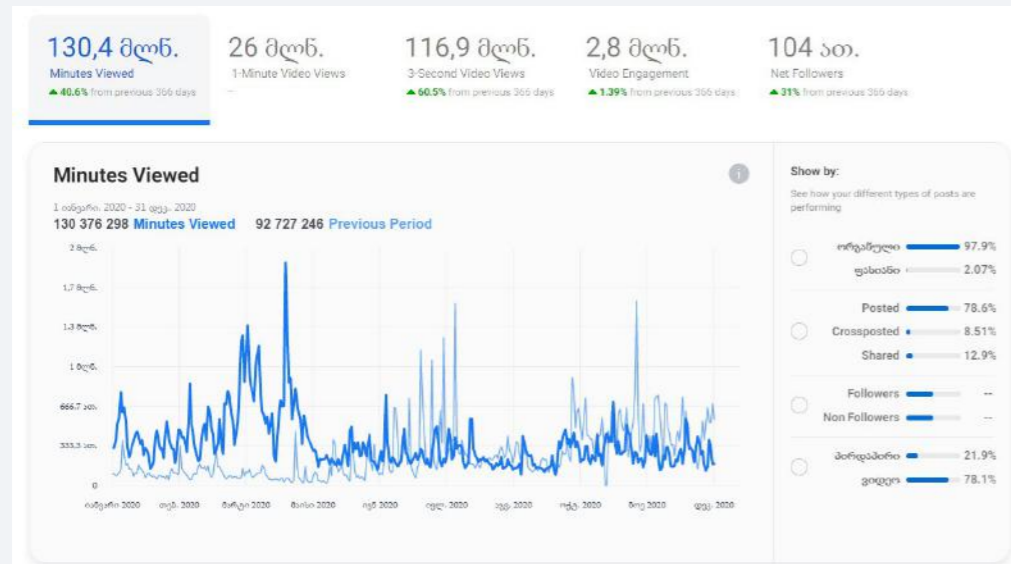 130,4 მლნ.
Minutes Viewed
40.6% from previous 366 days
26 მლნ.
1-Minute Video Views
--
116,9 მლნ.
3-Second Video Views
60.5% from previous 366 days
2,8 მლნ.
Video Engagement
1.39% from previous 366 days
104 ათ.
Net Followers
31% from previous 366 days
Minutes Viewed
i
1 იანვარი, 2020 - 31 დეკ., 2020
130 376 298 Minutes Viewed 92 727 246 Previous Period
2 მლნ.
1,7 მლნ.
1,3 მლნ.
1 მლნ.
666,7 ათ.
333,3 ათ.
0
იანვარი 2020 თებ. 2020 მარტი 2020 მაისი 2020 ივნ 2020 ივლ. 2020 აგვ. 2020 ოქტ. 2020 ნოე 2020 დეკ. 2020
Show by:
See how your different types of posts are
performing
ორგანული 97.9%
ფასიანი 2.07%
Posted 78.6%
Crossposted 8.51%
Shared 12.9%
Followers --
Non Followers --
პირდაპირი 21.9%
ვიდეო 78.1%